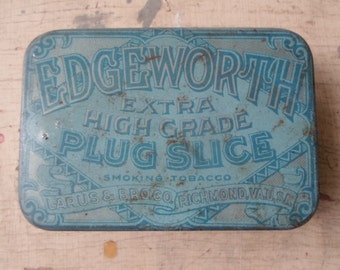 EDGEWORTH
EXTRA
HIGH GRADE
PLUG SLICE
SMOKING TOBACCO
LARUS & BRO. CO. RICHMOND, VA. U.S.A.